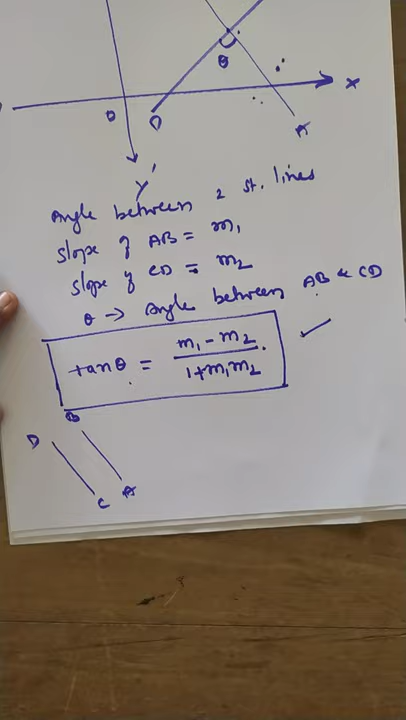 θ
X
O
D
A
Y'
Angle between 2 st. lines
slope of AB = m₁
slope of CD = m₂
θ → Angle between AB & CD
tanθ = (m₁ - m₂)/(1+m₁m₂)
B
D
C A